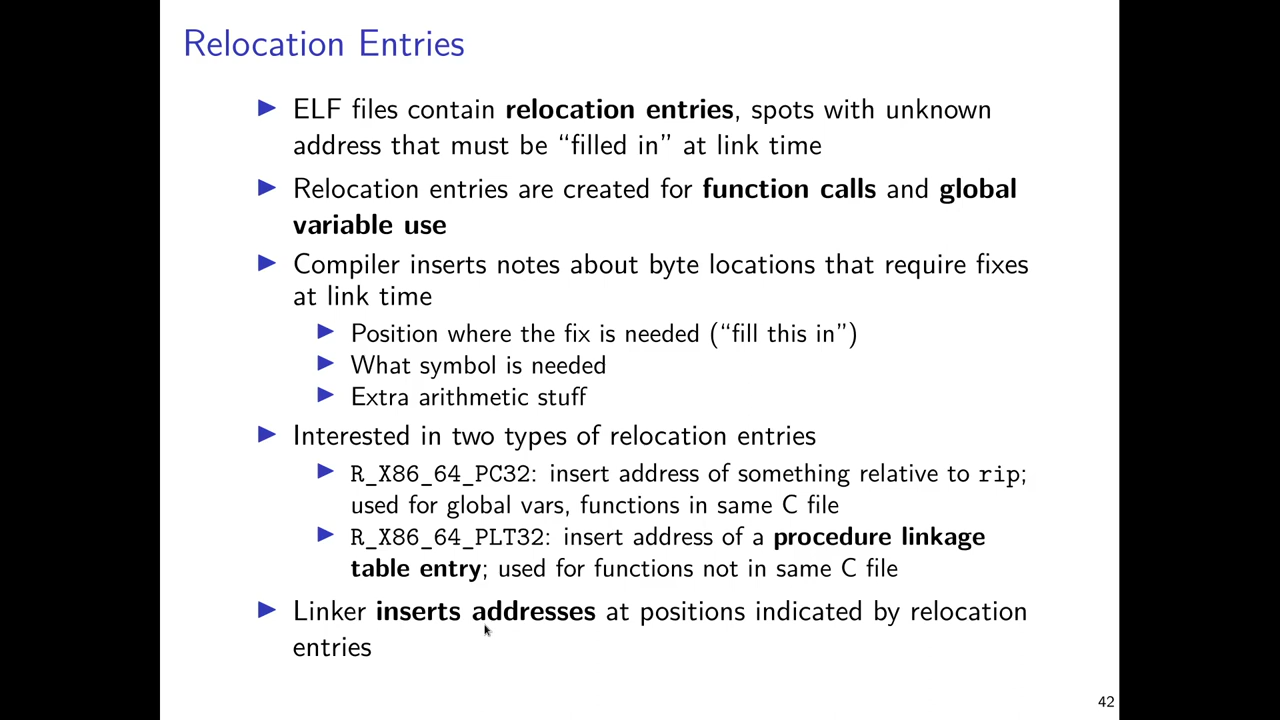 Relocation Entries
▶ ELF files contain relocation entries, spots with unknown
address that must be “filled in” at link time
▶ Relocation entries are created for function calls and global
variable use
▶ Compiler inserts notes about byte locations that require fixes
at link time
▶ Position where the fix is needed (“fill this in”)
▶ What symbol is needed
▶ Extra arithmetic stuff
▶ Interested in two types of relocation entries
▶ R_X86_64_PC32: insert address of something relative to rip;
used for global vars, functions in same C file
▶ R_X86_64_PLT32: insert address of a procedure linkage
table entry; used for functions not in same C file
▶ Linker inserts addresses at positions indicated by relocation
entries
42